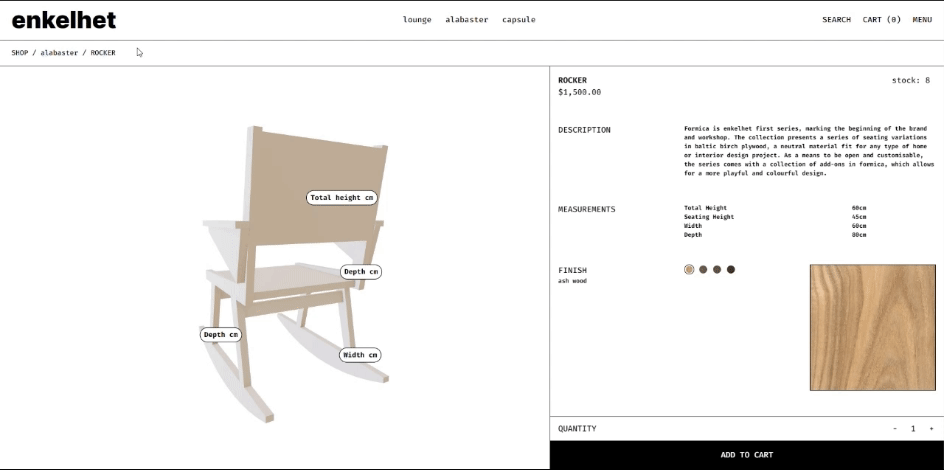 enkelhet
lounge alabaster capsule
SEARCH CART (0) MENU
SHOP / alabaster / ROCKER
Total height cm
Depth cm
Depth cm
Width cm
ROCKER
stock: 8
$1,500.00
DESCRIPTION
Formica is enkelhet first series, marking the beginning of the brand
and workshop. The collection presents a series of seating variations
in baltic birch plywood, a neutral material fit for any type of home
or interior design project. As a means to be open and customisable,
the series comes with a collection of add-ons in formica, which allows
for a more playful and colourful design.
MEASUREMENTS
Total Height 60cm
Seating Height 45cm
Width 60cm
Depth 80cm
FINISH
ash wood
QUANTITY
- 1 +
ADD TO CART